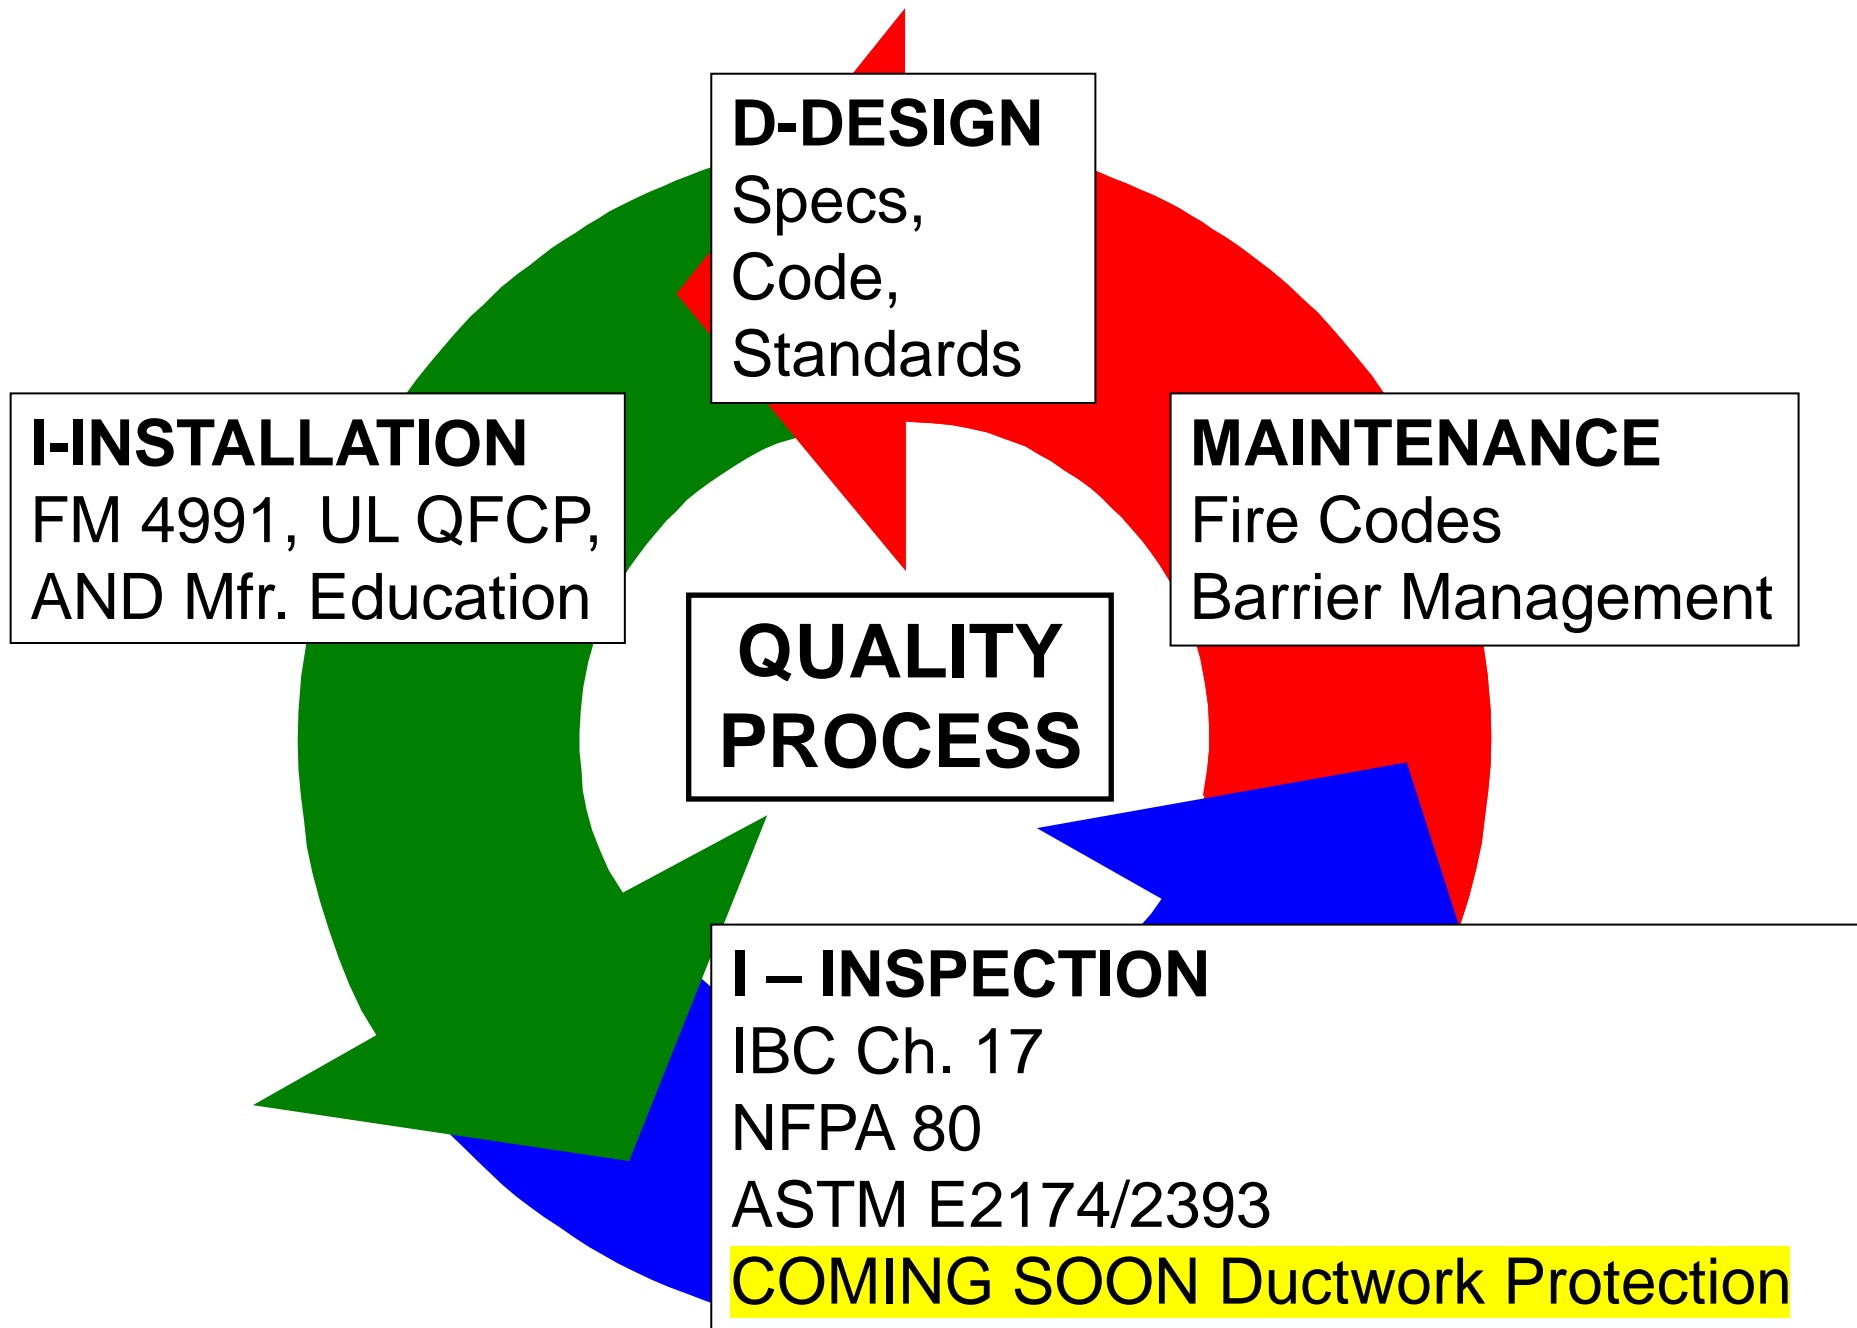 D-DESIGN
Specs,
Code,
Standards
I-INSTALLATION
FM 4991, UL QFCP,
AND Mfr. Education
MAINTENANCE
Fire Codes
Barrier Management
QUALITY
PROCESS
I – INSPECTION
IBC Ch. 17
NFPA 80
ASTM E2174/2393
COMING SOON Ductwork Protection